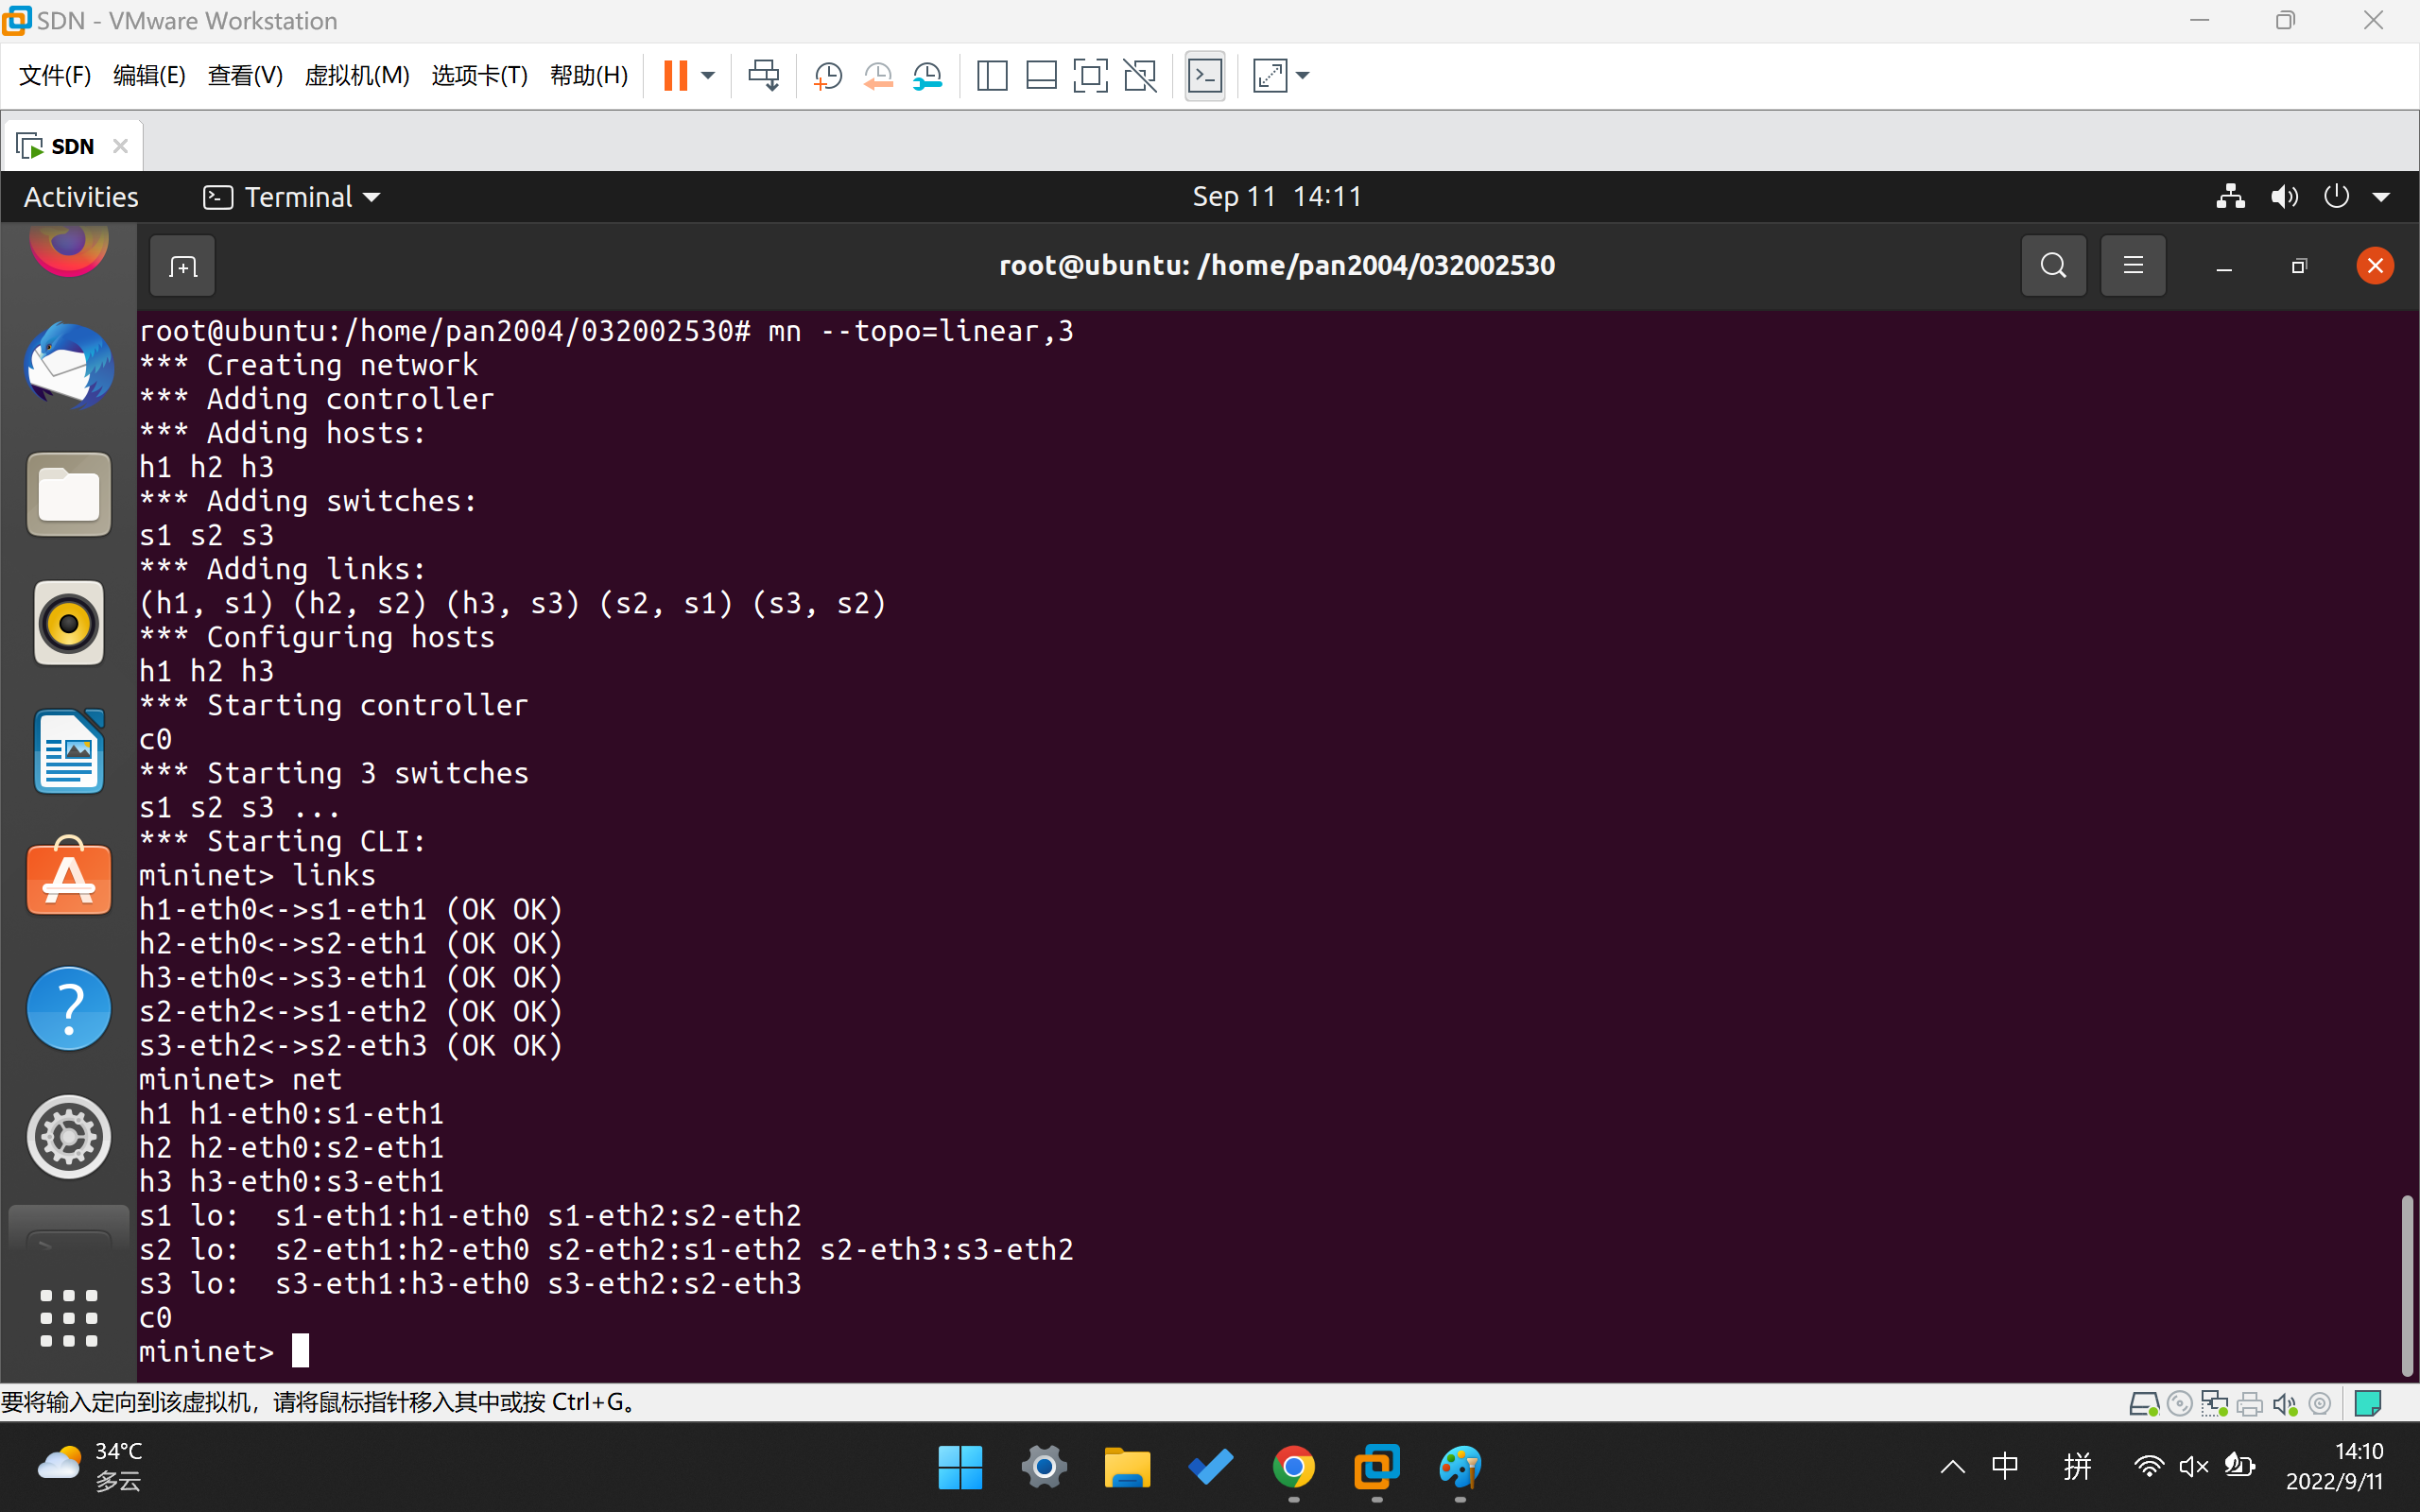 SDN - VMware Workstation
文件(F) 编辑(E) 查看(V) 虚拟机(M) 选项卡(T) 帮助(H)
SDN
Activities Terminal Sep 11 14:11
root@ubuntu: /home/pan2004/032002530
root@ubuntu:/home/pan2004/032002530# mn --topo=linear,3
*** Creating network
*** Adding controller
*** Adding hosts:
h1 h2 h3
*** Adding switches:
s1 s2 s3
*** Adding links:
(h1, s1) (h2, s2) (h3, s3) (s2, s1) (s3, s2)
*** Configuring hosts
h1 h2 h3
*** Starting controller
c0
*** Starting 3 switches
s1 s2 s3 ...
*** Starting CLI:
mininet> links
h1-eth0<->s1-eth1 (OK OK)
h2-eth0<->s2-eth1 (OK OK)
h3-eth0<->s3-eth1 (OK OK)
s2-eth2<->s1-eth2 (OK OK)
s3-eth2<->s2-eth3 (OK OK)
mininet> net
h1 h1-eth0:s1-eth1
h2 h2-eth0:s2-eth1
h3 h3-eth0:s3-eth1
s1 lo:  s1-eth1:h1-eth0 s1-eth2:s2-eth2
s2 lo:  s2-eth1:h2-eth0 s2-eth2:s1-eth2 s2-eth3:s3-eth2
s3 lo:  s3-eth1:h3-eth0 s3-eth2:s2-eth3
c0
mininet>
要将输入定向到该虚拟机，请将鼠标指针移入其中或按 Ctrl+G。
34°C
多云
中 拼
14:10
2022/9/11